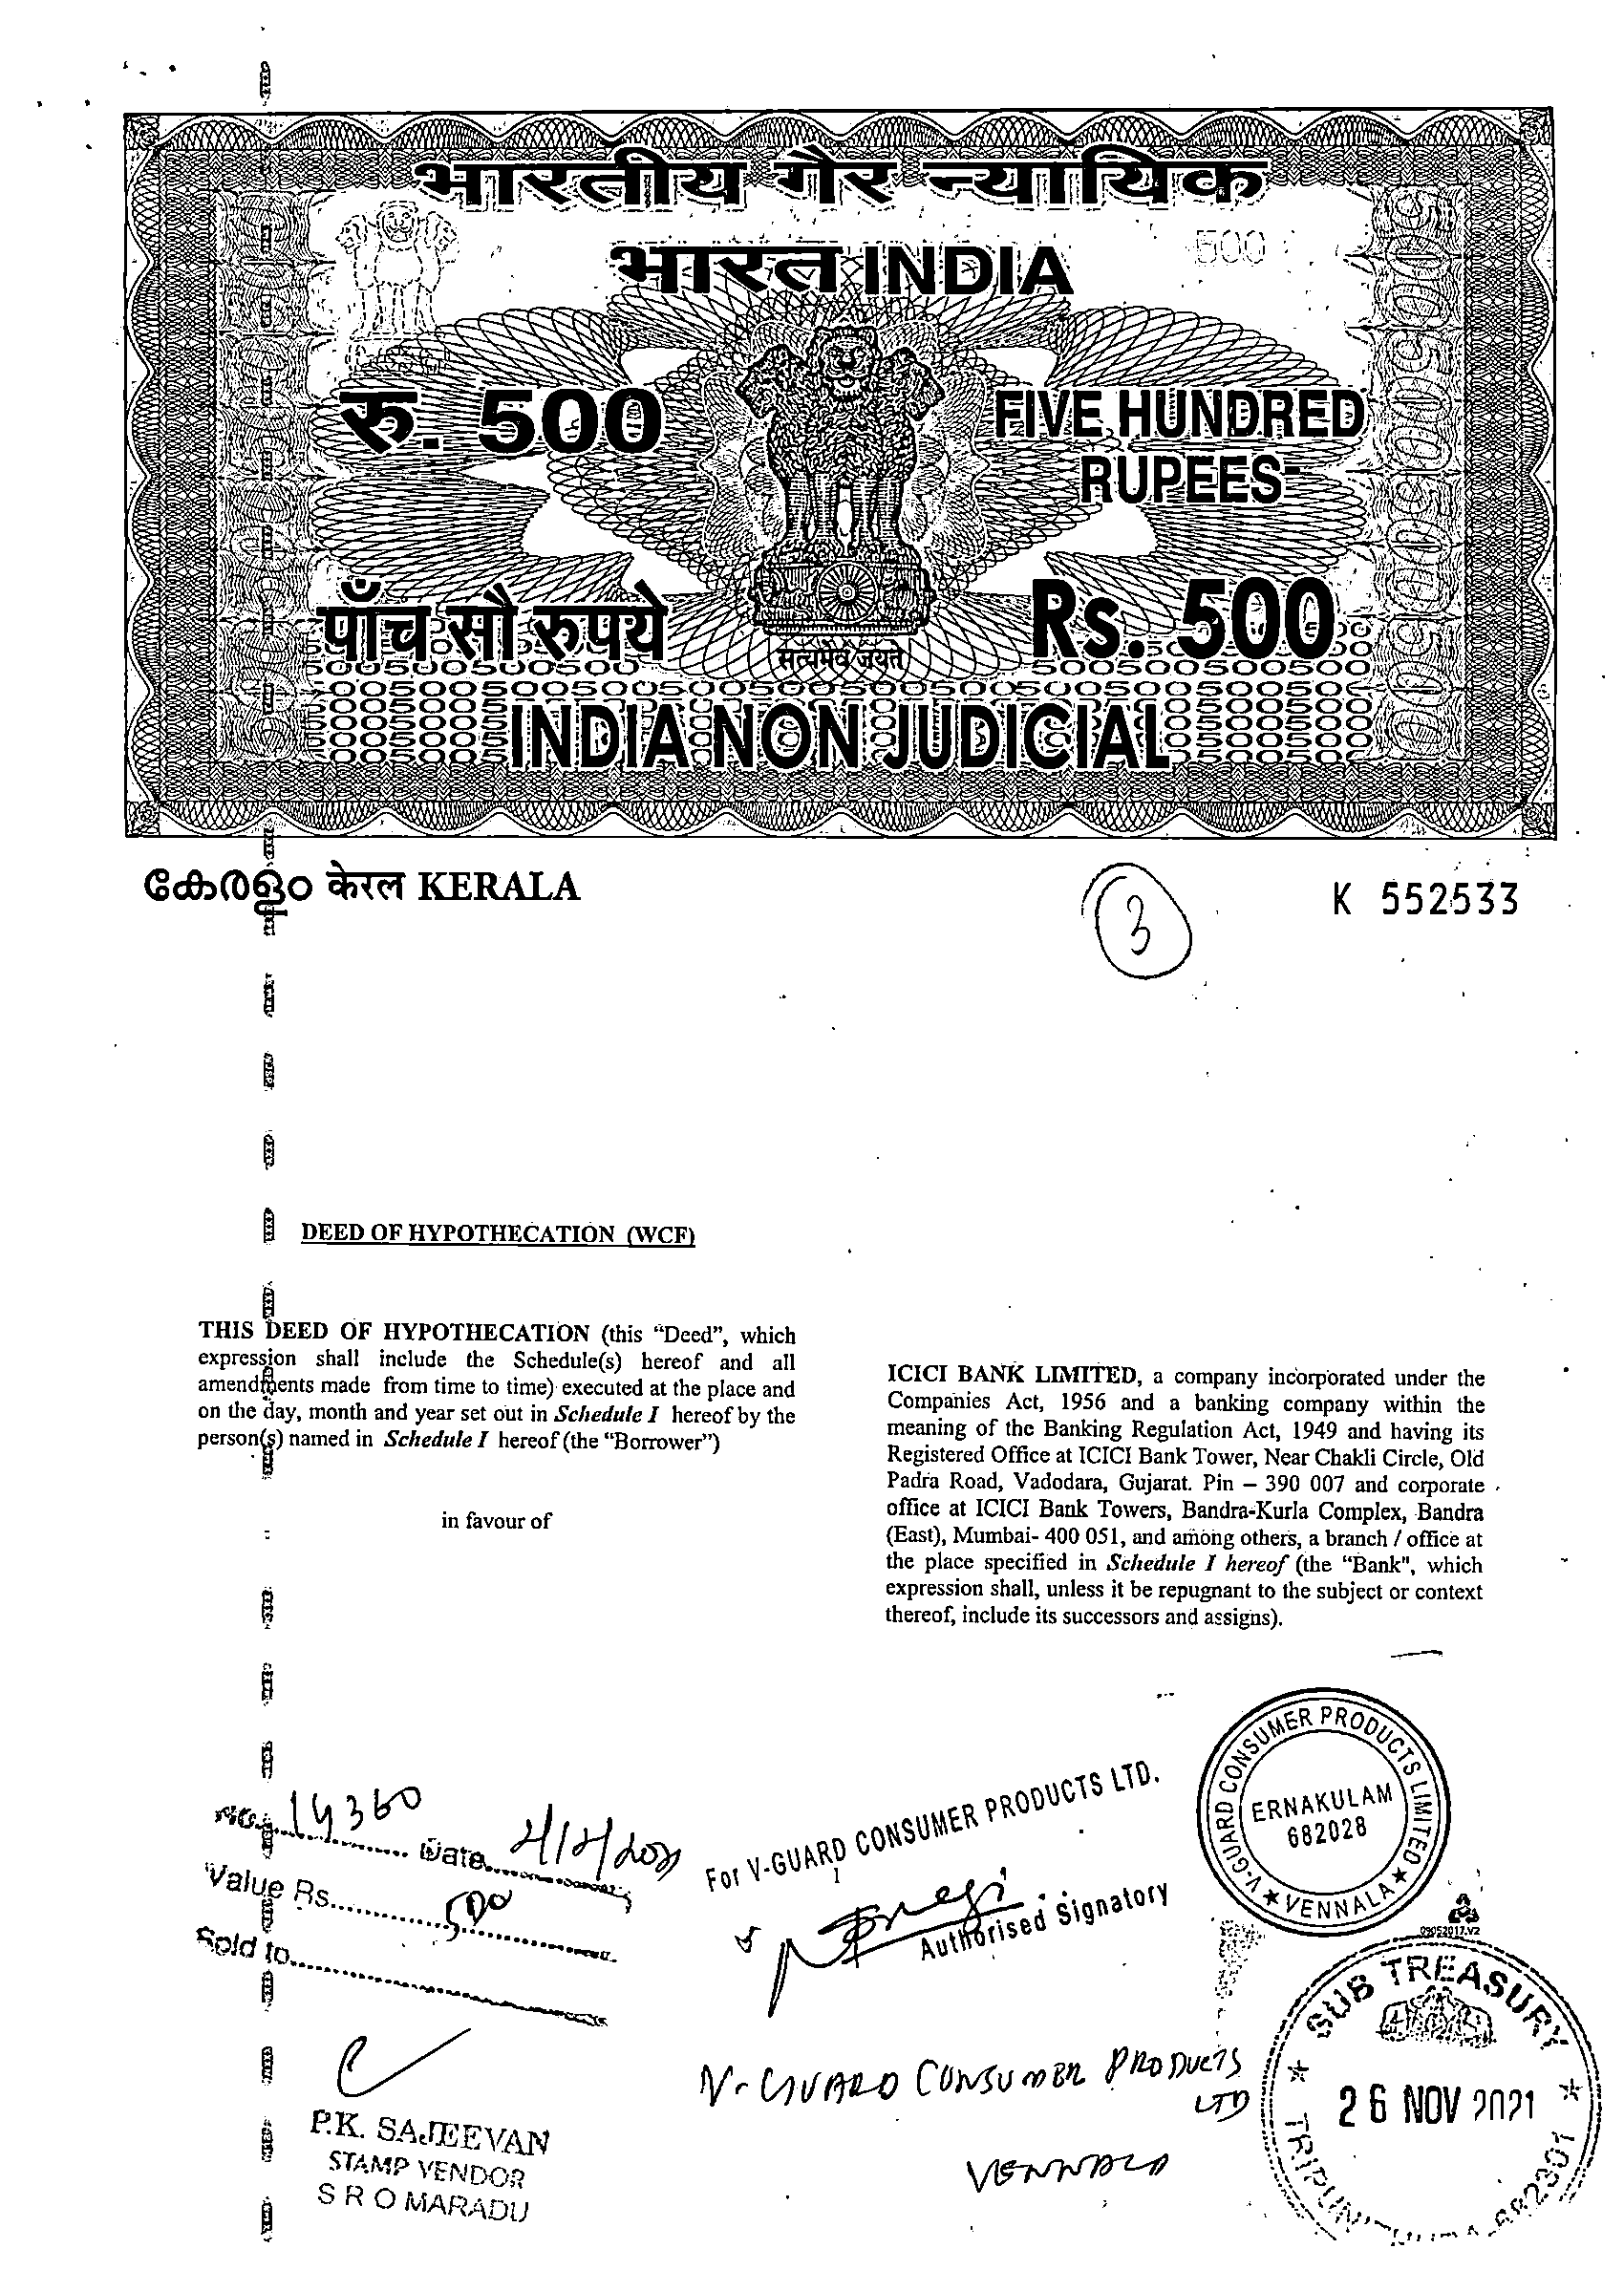 भारतीय गैर न्यायिक
भारत INDIA
500
रु. 500
FIVE HUNDRED
RUPEES
पाँच सौ रुपये
Rs. 500
सत्यमेव जयते
INDIA NON JUDICIAL
കേരളം केरल KERALA
3
K 552533
DEED OF HYPOTHECATION (WCF)
THIS DEED OF HYPOTHECATION (this “Deed”, which
expression shall include the Schedule(s) hereof and all
amendments made from time to time) executed at the place and
on the day, month and year set out in Schedule I hereof by the
person(s) named in Schedule I hereof (the “Borrower”)
in favour of
ICICI BANK LIMITED, a company incorporated under the
Companies Act, 1956 and a banking company within the
meaning of the Banking Regulation Act, 1949 and having its
Registered Office at ICICI Bank Tower, Near Chakli Circle, Old
Padra Road, Vadodara, Gujarat. Pin – 390 007 and corporate
office at ICICI Bank Towers, Bandra-Kurla Complex, Bandra
(East), Mumbai- 400 051, and among others, a branch / office at
the place specified in Schedule I hereof (the “Bank", which
expression shall, unless it be repugnant to the subject or context
thereof, include its successors and assigns).
No. 14360
Date
Value Rs. 500
Sold to
P.K. SAJEEVAN
STAMP VENDOR
S R O MARADU
For V-GUARD CONSUMER PRODUCTS LTD.
Authorised Signatory
V-GUARD CONSUMER PRODUCTS LIMITED
ERNAKULAM
682028
★ VENNALA ★
09052017.V2
V-GUARD CONSUMER PRODUCTS
LTD
VENNALA
SUB TREASURY
26 NOV 2021
682301